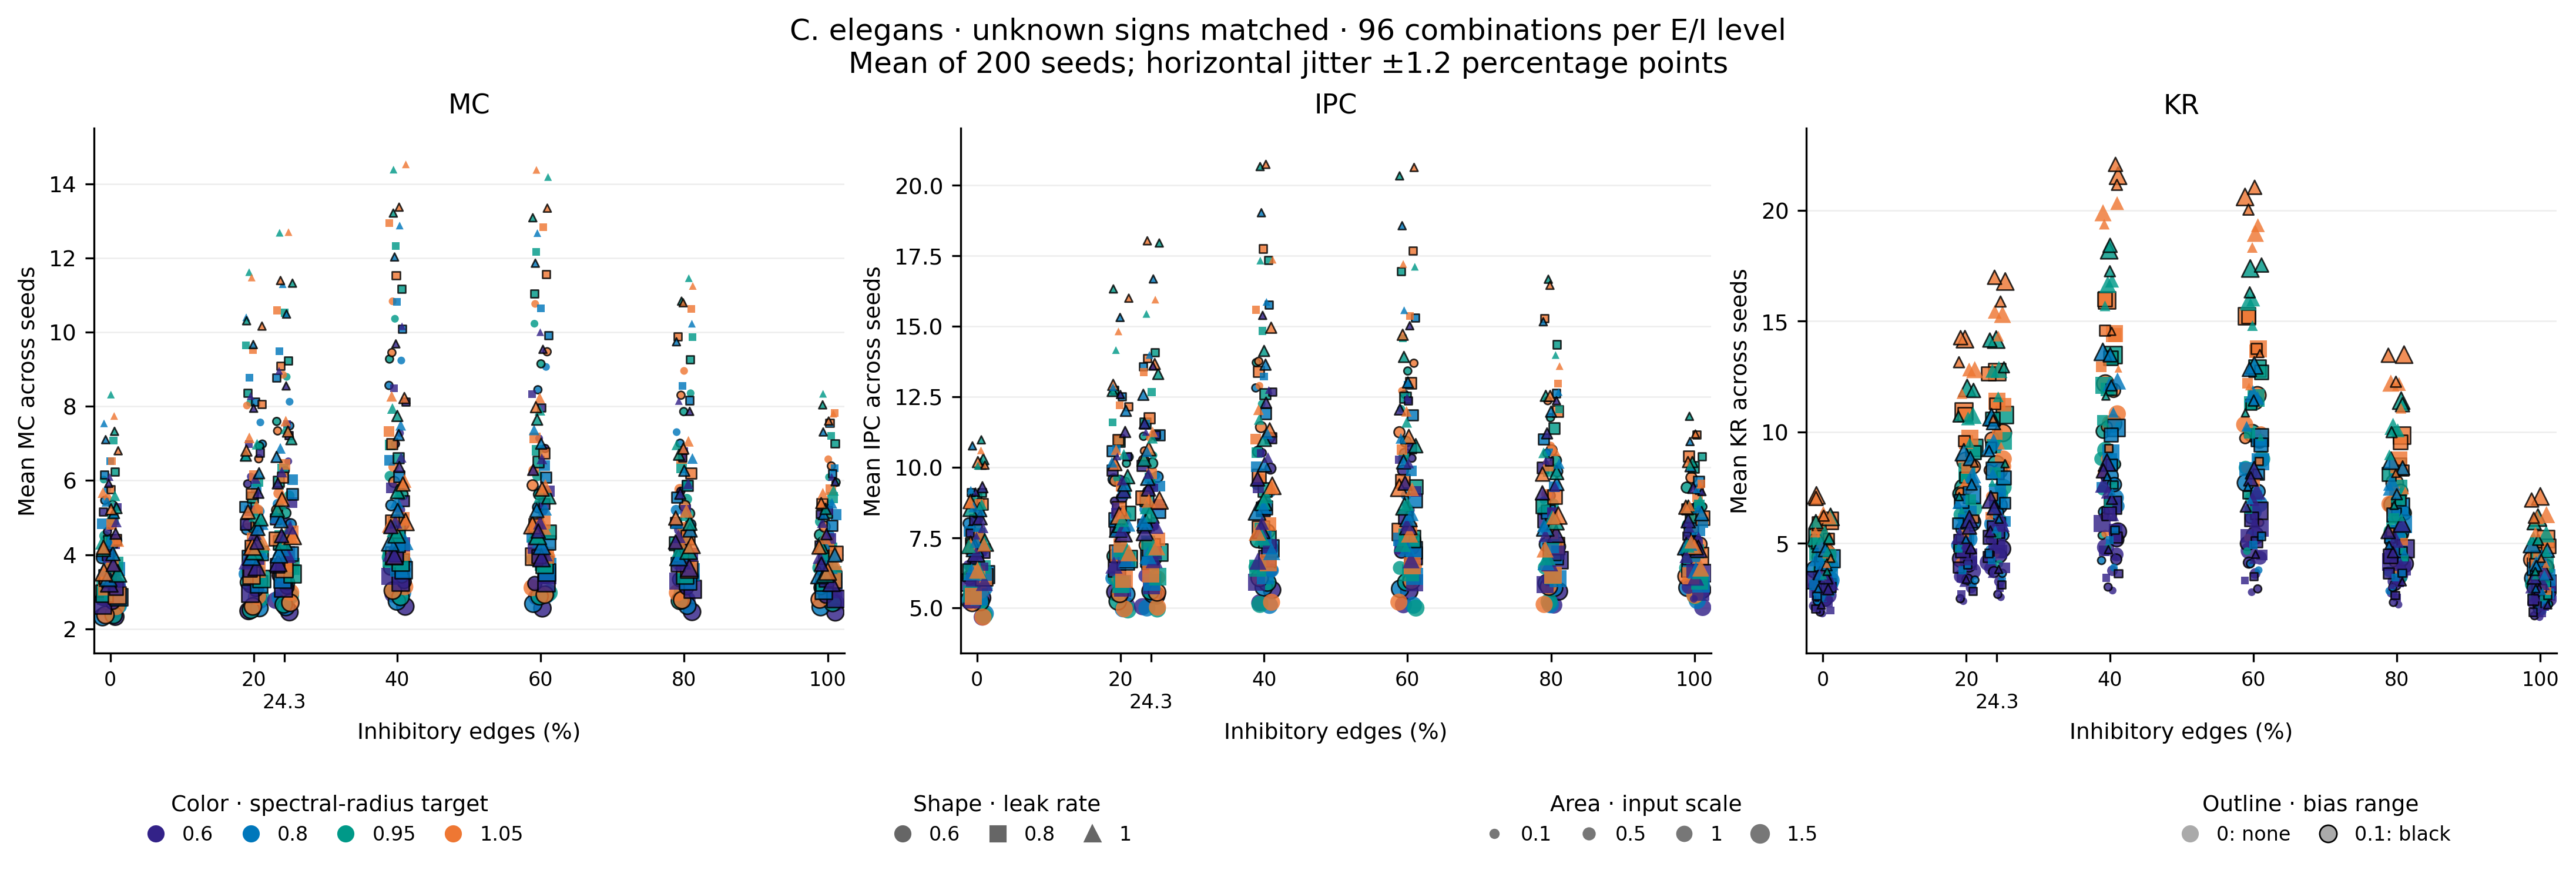 C. elegans · unknown signs matched · 96 combinations per E/I level
Mean of 200 seeds; horizontal jitter ±1.2 percentage points
MC
Mean MC across seeds
14
12
10
8
6
4
2
0
20
40
60
80
100
24.3
Inhibitory edges (%)
IPC
Mean IPC across seeds
20.0
17.5
15.0
12.5
10.0
7.5
5.0
0
20
40
60
80
100
24.3
Inhibitory edges (%)
KR
Mean KR across seeds
20
15
10
5
0
20
40
60
80
100
24.3
Inhibitory edges (%)
Color · spectral-radius target
0.6 0.8 0.95 1.05
Shape · leak rate
0.6 0.8 1
Area · input scale
0.1 0.5 1 1.5
Outline · bias range
0: none 0.1: black